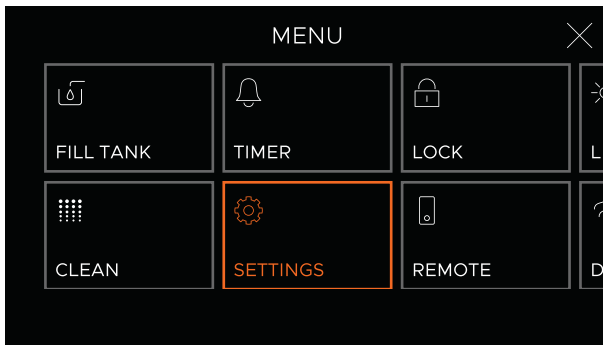 MENU
FILL TANK
TIMER
LOCK
L
CLEAN
SETTINGS
REMOTE
D